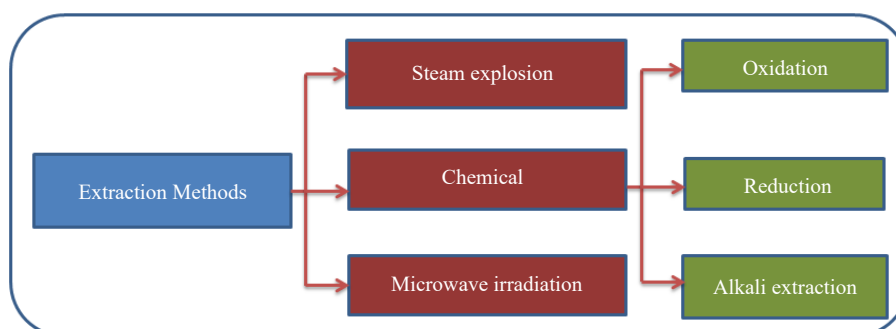 Steam explosion
Oxidation
Extraction Methods
Chemical
Reduction
Microwave irradiation
Alkali extraction